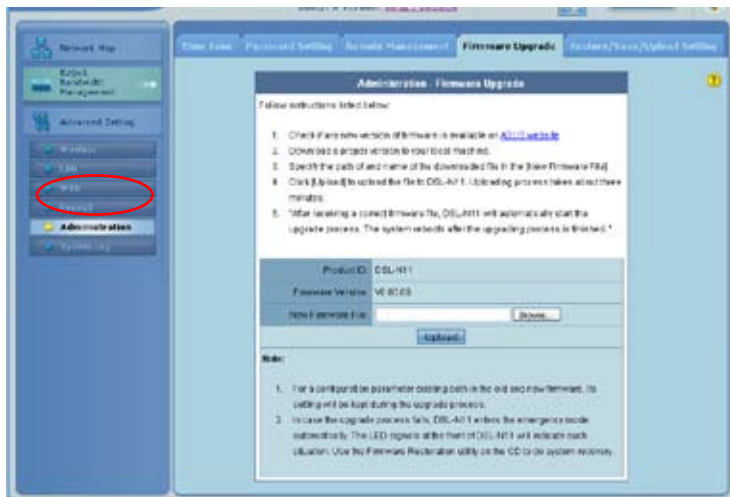 Network Map
Bandwidth
Management
Advanced Setting
Wireless
LAN
WAN
Firewall
Administration
System Log
Time Zone Password Setting Remote Management Firmware Upgrade Restore/Save/Upload Setting
Administration - Firmware Upgrade
Follow instructions listed below:
1. Check if any new version of firmware is available on ASUS website
2. Download a proper version to your local machine.
3. Specify the path of and name of the downloaded file in the [New Firmware File]
4. Click [Upload] to upload the file to DSL-N11. Uploading process takes about three
minutes.
5. "After receiving a correct firmware file, DSL-N11 will automatically start the
upgrade process. The system reboots after the upgrading process is finished."
Product ID: DSL-N11
Firmware Version:
New Firmware File: Browse...
Upload
Note:
1. For a configuration parameter existing both in the old and new firmware, its
setting will be kept during the upgrade process.
2. In case the upgrade process fails, DSL-N11 enters the emergency mode
automatically. The LED signals at the front of DSL-N11 will indicate such
situation. Use the Firmware Restoration utility on the CD to do system recovery.